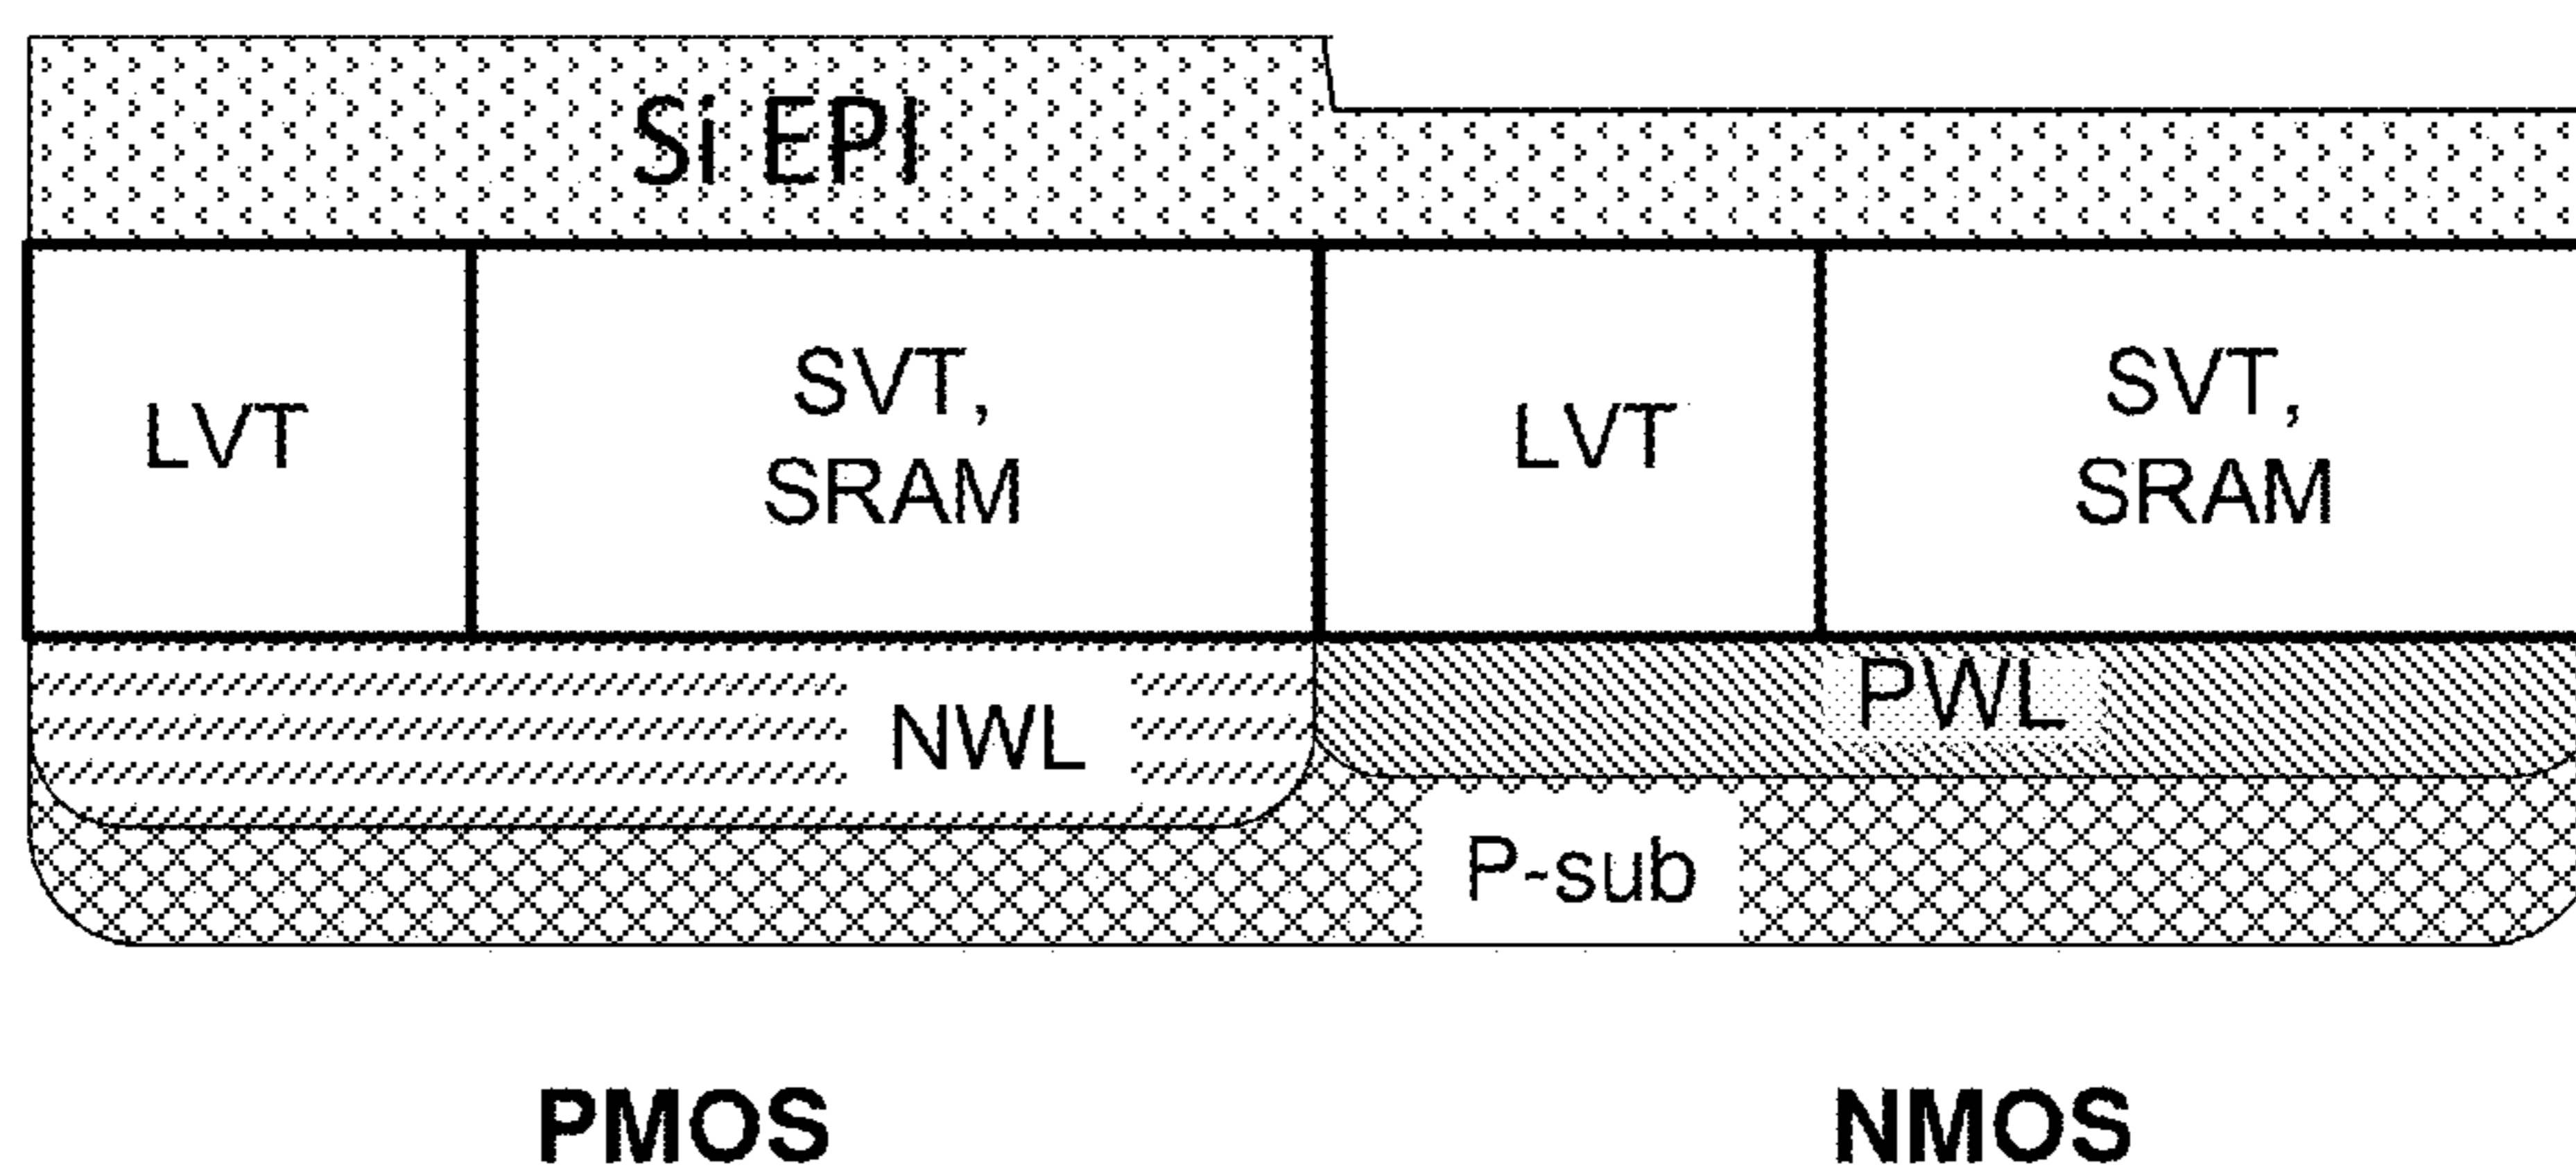 Si EPI
LVT
SVT,
SRAM
LVT
SVT,
SRAM
NWL
PWL
P-sub
PMOS
NMOS